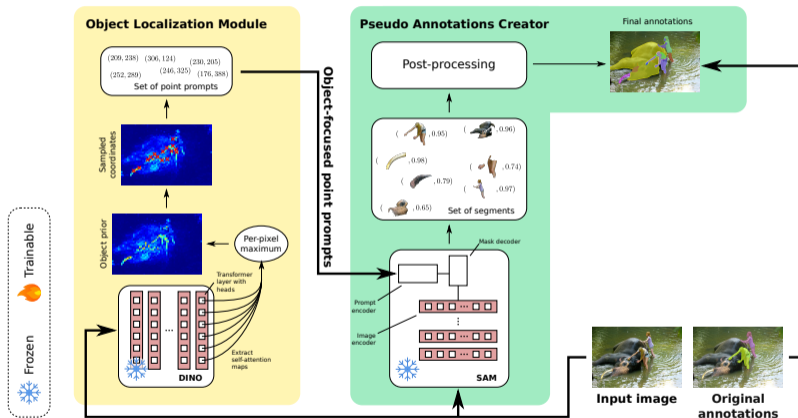 Object Localization Module
(209, 238) (306, 124) (230, 205)
(252, 289) (246, 325) (176, 388)
Set of point prompts
Sampled
coordinates
Object prior
Per-pixel
maximum
Transformer
layer with
heads
...
Extract
self-attention
maps
DINO
Object-focused point prompts
Pseudo Annotations Creator
Post-processing
Final annotations
( , 0.95)
( , 0.96)
( , 0.98)
( , 0.74)
( , 0.79)
( , 0.97)
( , 0.65)
Set of segments
Mask decoder
Prompt
encoder
Image
encoder
...
...
...
...
SAM
Trainable
Frozen
Input image
Original
annotations